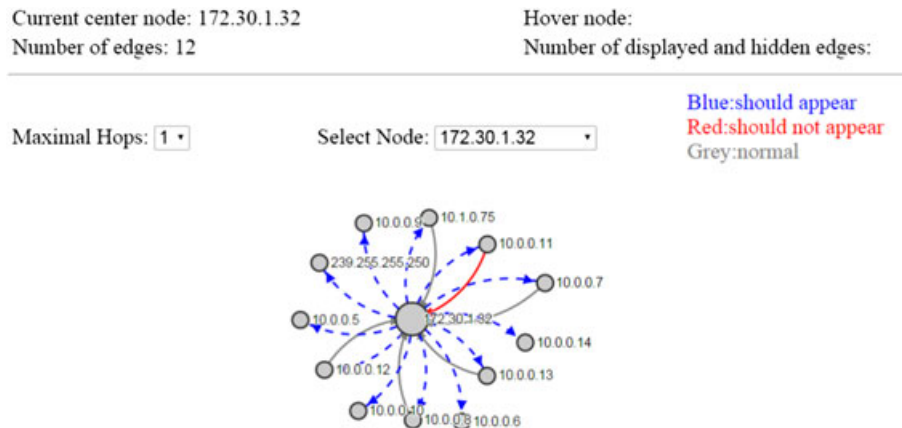 Current center node: 172.30.1.32
Hover node:
Number of edges: 12
Number of displayed and hidden edges:
Maximal Hops: 1
Select Node: 172.30.1.32
Blue:should appear
Red:should not appear
Grey:normal
10.0.0.9
10.1.0.75
10.0.0.11
239.255.255.250
10.0.0.7
10.0.0.5
172.30.1.32
10.0.0.14
10.0.0.12
10.0.0.13
10.0.0.10
10.0.0.8
10.0.0.6